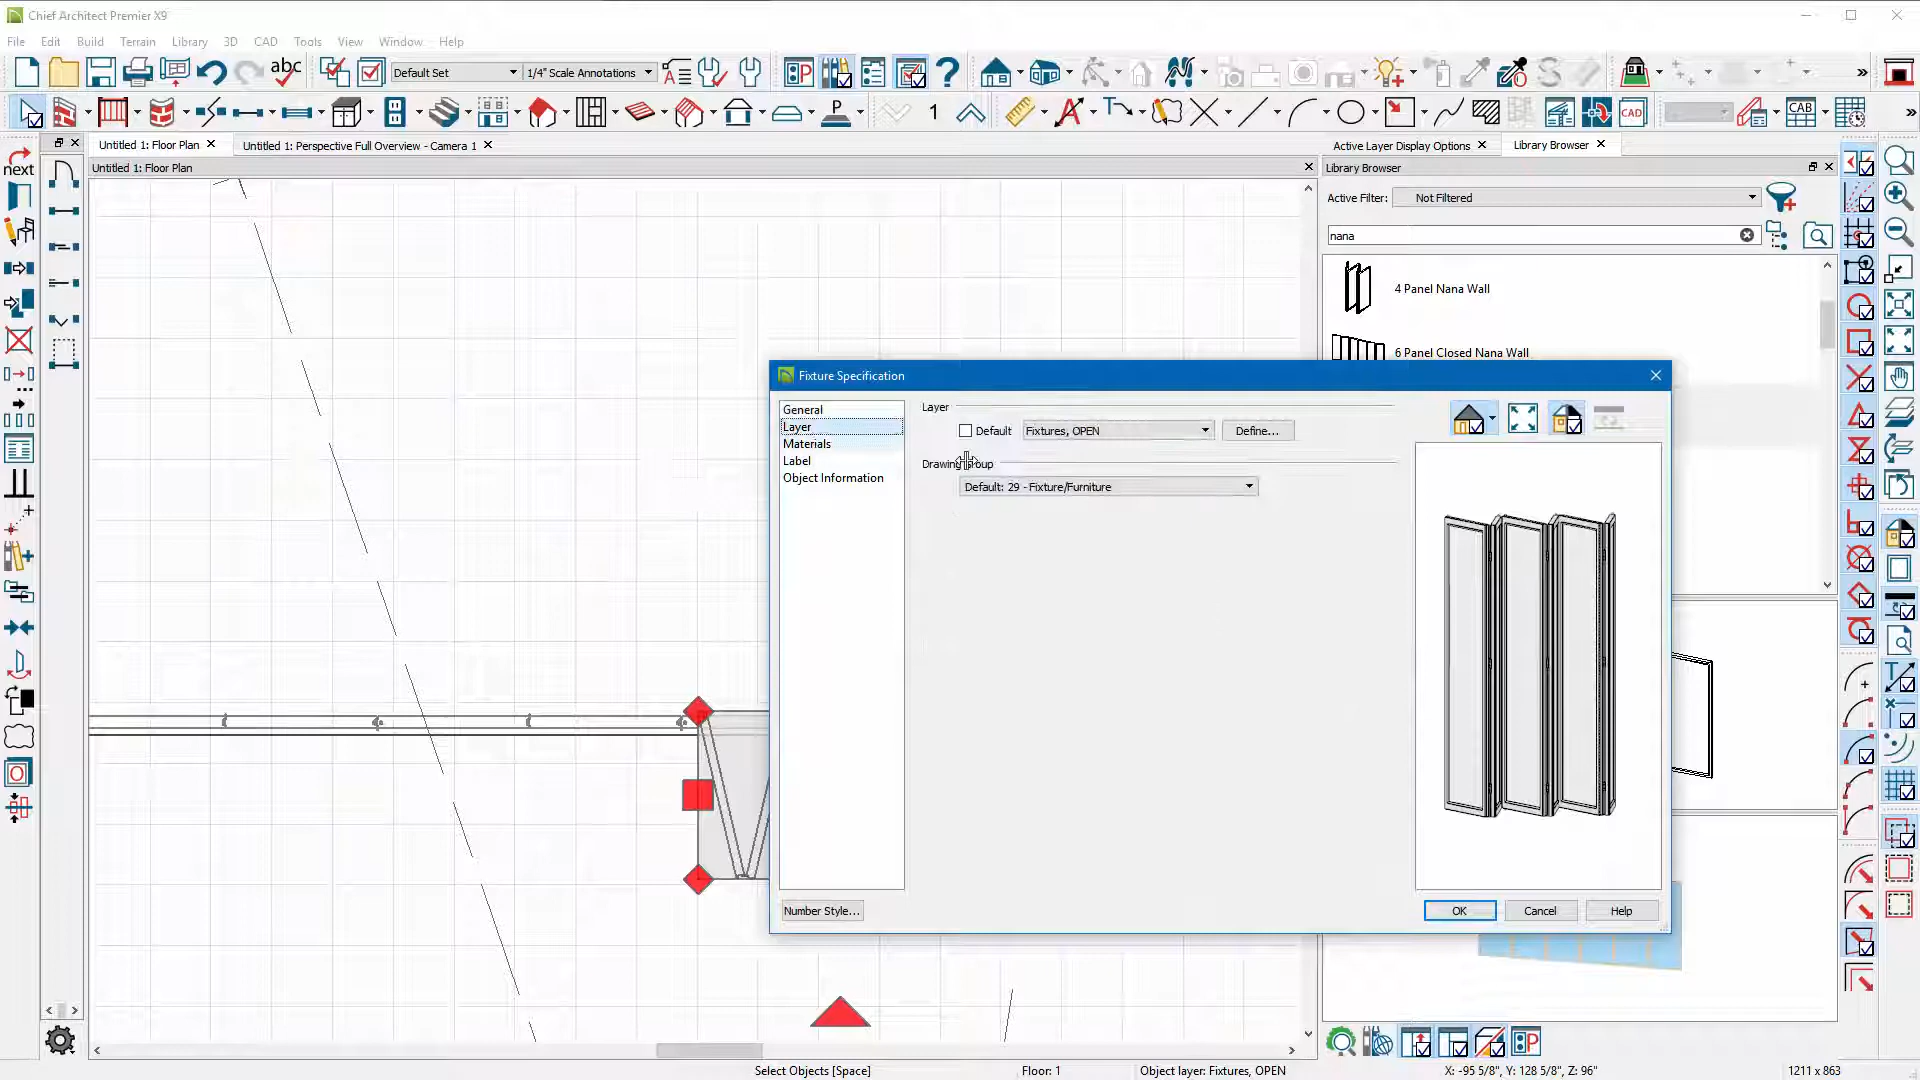 Chief Architect Premier X9
File Edit Build Terrain Library 3D CAD Tools View Window Help
abc Default Set 1/4" Scale Annotations
1 CAD CAB
next
Untitled 1: Floor Plan Untitled 1: Perspective Full Overview - Camera 1 Active Layer Display Options Library Browser
Untitled 1: Floor Plan
Library Browser
Active Filter: Not Filtered
nana
4 Panel Nana Wall
6 Panel Closed Nana Wall
Fixture Specification
General
Layer
Materials
Label
Object Information
Layer
Default Fixtures, OPEN Define...
Default: 29 - Fixture/Furniture
Number Style... OK Cancel Help
Select Objects [Space] Floor: 1 Object layer: Fixtures, OPEN X: -95 5/8", Y: 128 5/8", Z: 96" 1211 x 863